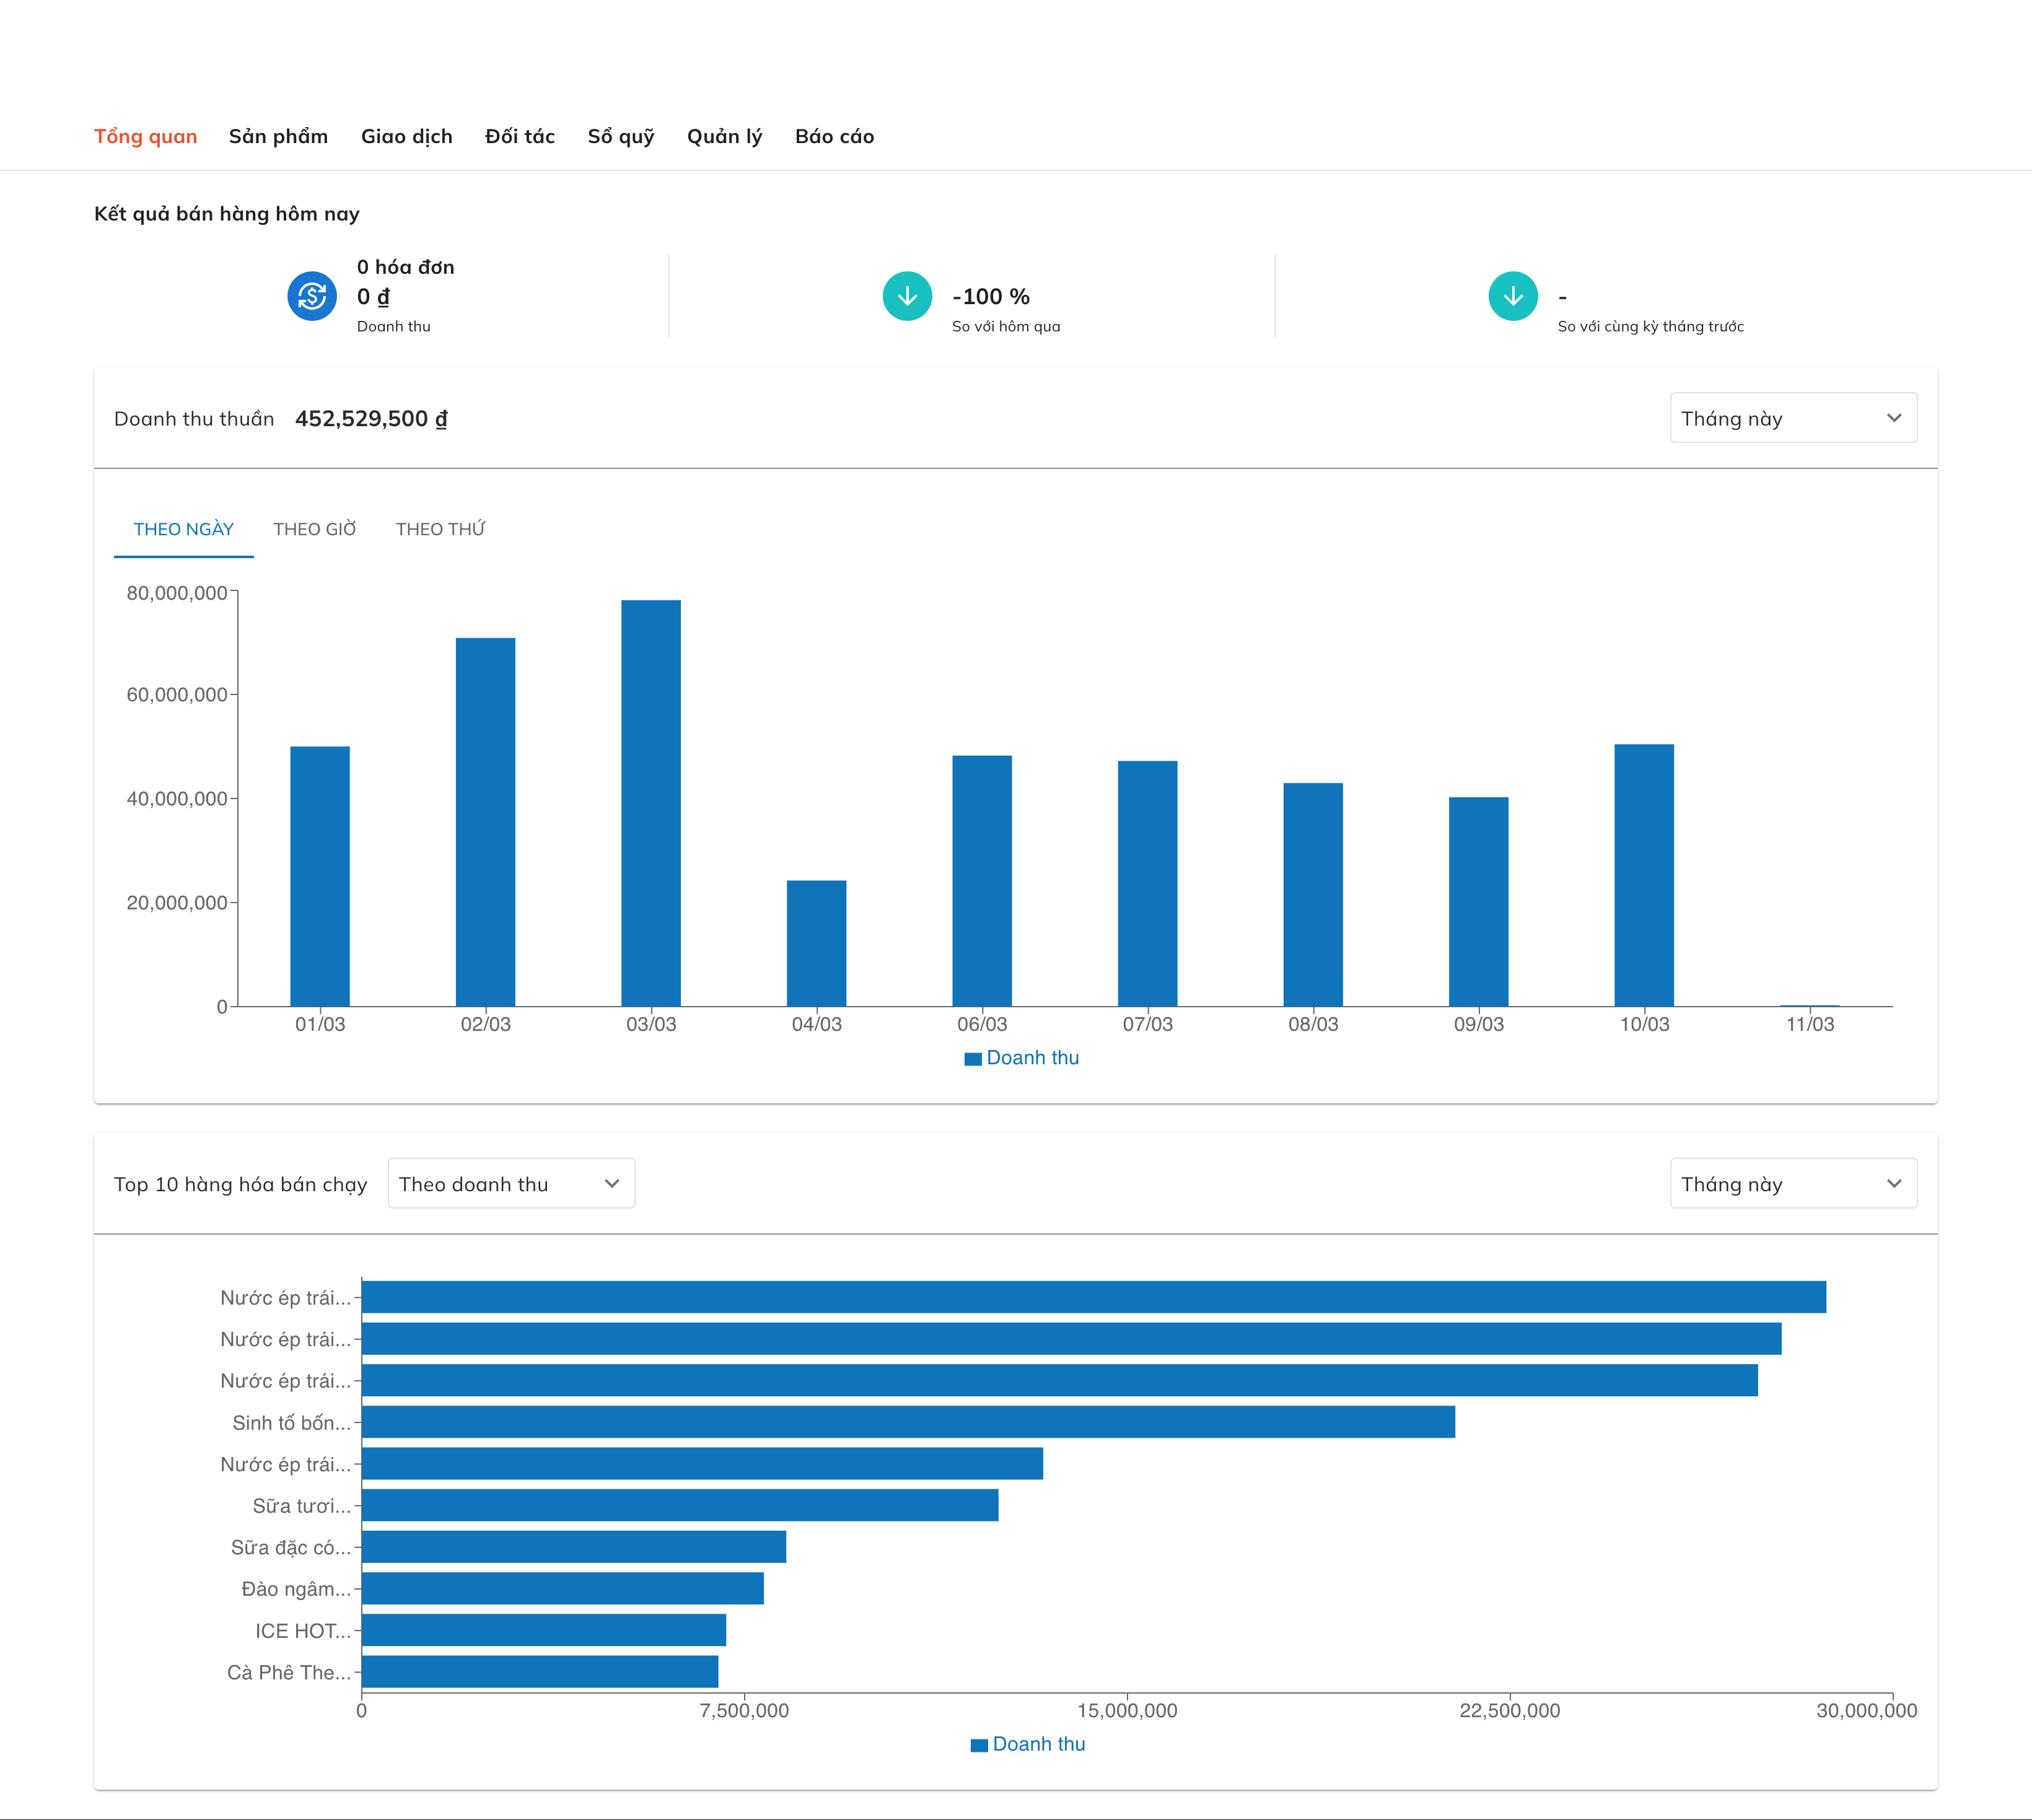 Tổng quan Sản phẩm Giao dịch Đối tác Sổ quỹ Quản lý Báo cáo
Kết quả bán hàng hôm nay
0 hóa đơn
0 ₫
Doanh thu
-100 %
So với hôm qua
-
So với cùng kỳ tháng trước
Doanh thu thuần 452,529,500 ₫
Tháng này
THEO NGÀY THEO GIỜ THEO THỨ
80,000,000
60,000,000
40,000,000
20,000,000
0
01/03 02/03 03/03 04/03 06/03 07/03 08/03 09/03 10/03 11/03
Doanh thu
Top 10 hàng hóa bán chạy
Theo doanh thu
Tháng này
Nước ép trái...
Nước ép trái...
Nước ép trái...
Sinh tố bốn...
Nước ép trái...
Sữa tươi...
Sữa đặc có...
Đào ngâm...
ICE HOT...
Cà Phê The...
0 7,500,000 15,000,000 22,500,000 30,000,000
Doanh thu